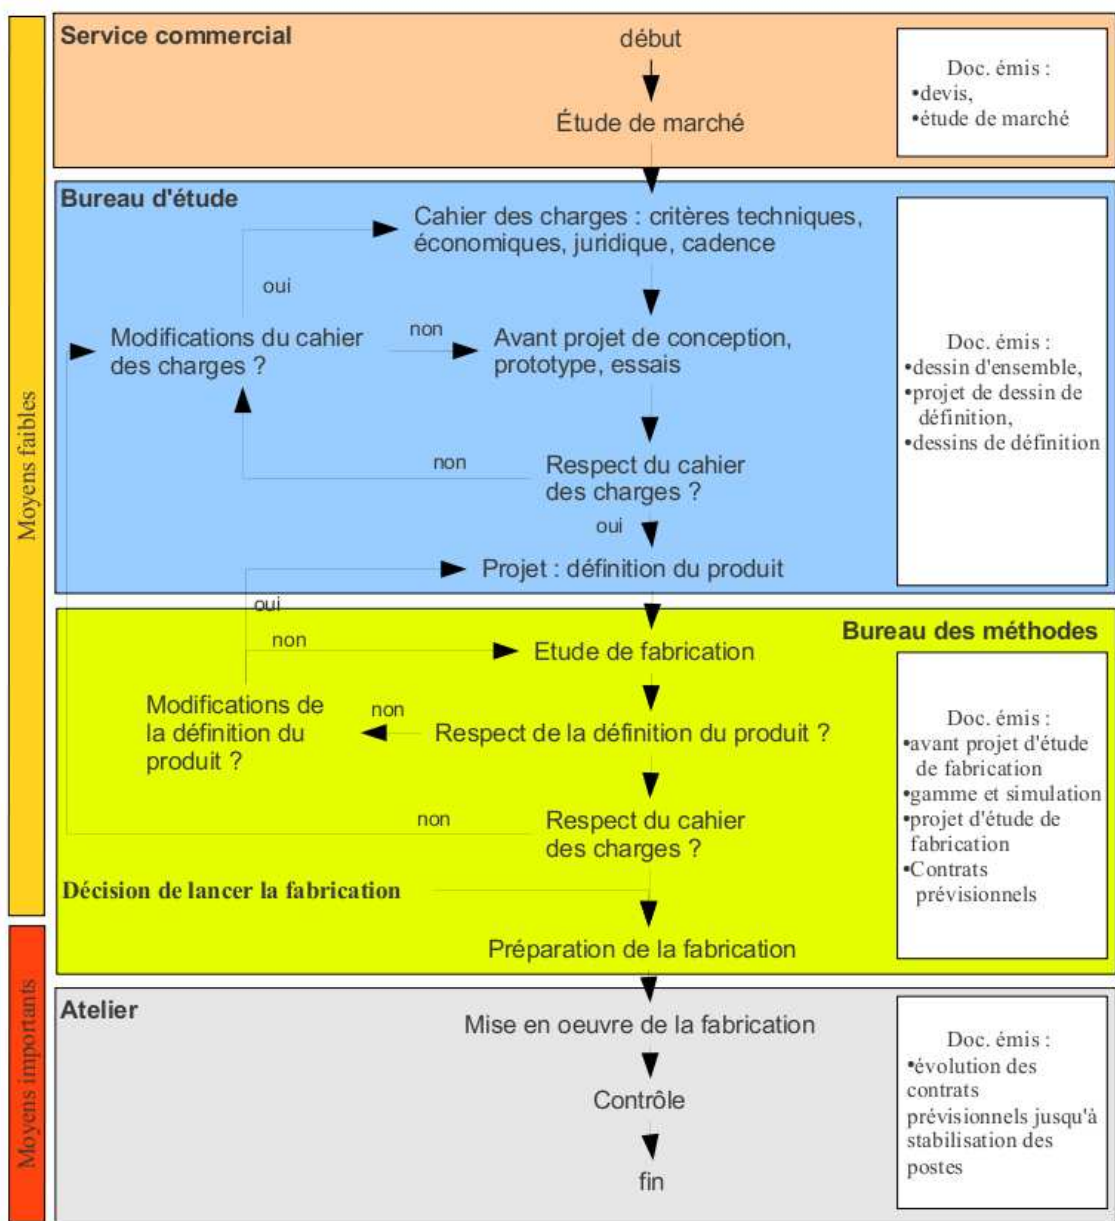 Moyens faibles
Service commercial
début
Étude de marché
Doc. émis :
•devis,
•étude de marché
Bureau d'étude
Cahier des charges : critères techniques,
économiques, juridique, cadence
oui
Modifications du cahier
des charges ?
non
Avant projet de conception,
prototype, essais
non
Respect du cahier
des charges ?
oui
Projet : définition du produit
Doc. émis :
•dessin d'ensemble,
•projet de dessin de
définition,
•dessins de définition
oui
Bureau des méthodes
non
Etude de fabrication
Modifications de
la définition du
produit ?
non
Respect de la définition du produit ?
non
Respect du cahier
des charges ?
Décision de lancer la fabrication
Préparation de la fabrication
Doc. émis :
•avant projet d'étude
de fabrication
•gamme et simulation
•projet d'étude de
fabrication
•Contrats
prévisionnels
Moyens importants
Atelier
Mise en oeuvre de la fabrication
Contrôle
fin
Doc. émis :
•évolution des
contrats
prévisionnels jusqu'à
stabilisation des
postes